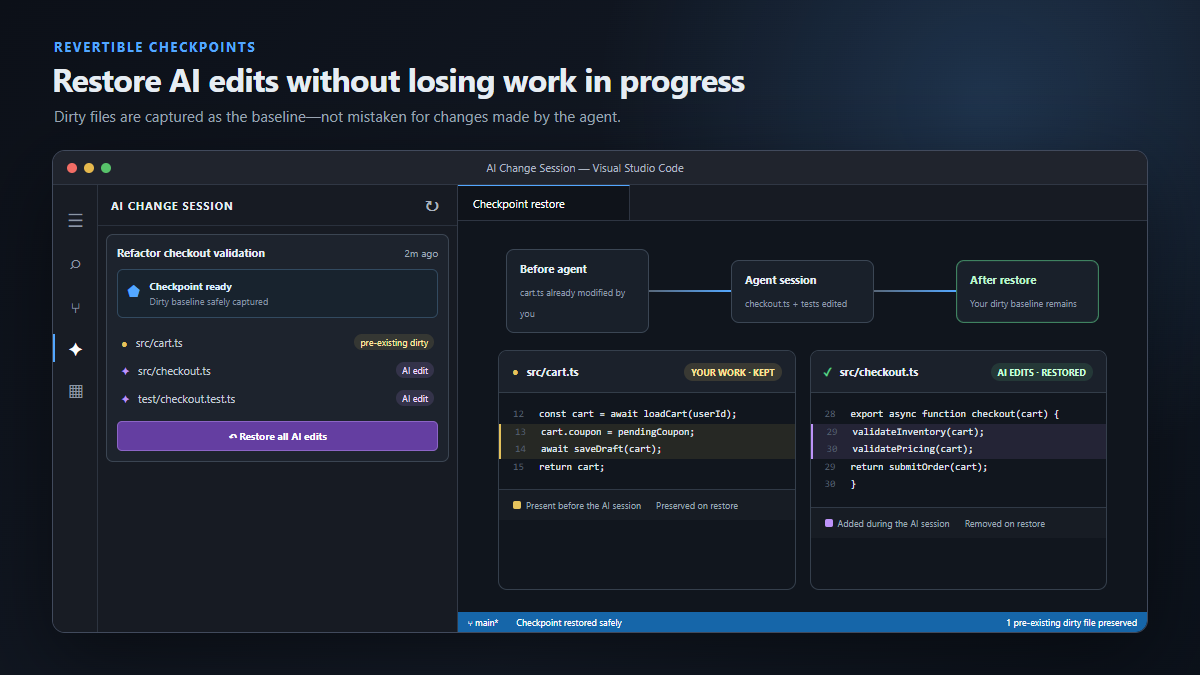 REVERTIBLE CHECKPOINTS
Restore AI edits without losing work in progress
Dirty files are captured as the baseline—not mistaken for changes made by the agent.
AI Change Session — Visual Studio Code
AI CHANGE SESSION
Refactor checkout validation
2m ago
Checkpoint ready
Dirty baseline safely captured
src/cart.ts
pre-existing dirty
src/checkout.ts
AI edit
test/checkout.test.ts
AI edit
↶ Restore all AI edits
Checkpoint restore
Before agent
cart.ts already modified by
you
Agent session
checkout.ts + tests edited
After restore
Your dirty baseline remains
src/cart.ts
YOUR WORK · KEPT
12 const cart = await loadCart(userId);
13 cart.coupon = pendingCoupon;
14 await saveDraft(cart);
15 return cart;
Present before the AI session
Preserved on restore
✓ src/checkout.ts
AI EDITS · RESTORED
28 export async function checkout(cart) {
29 validateInventory(cart);
30 validatePricing(cart);
29 return submitOrder(cart);
30 }
Added during the AI session
Removed on restore
main*
Checkpoint restored safely
1 pre-existing dirty file preserved